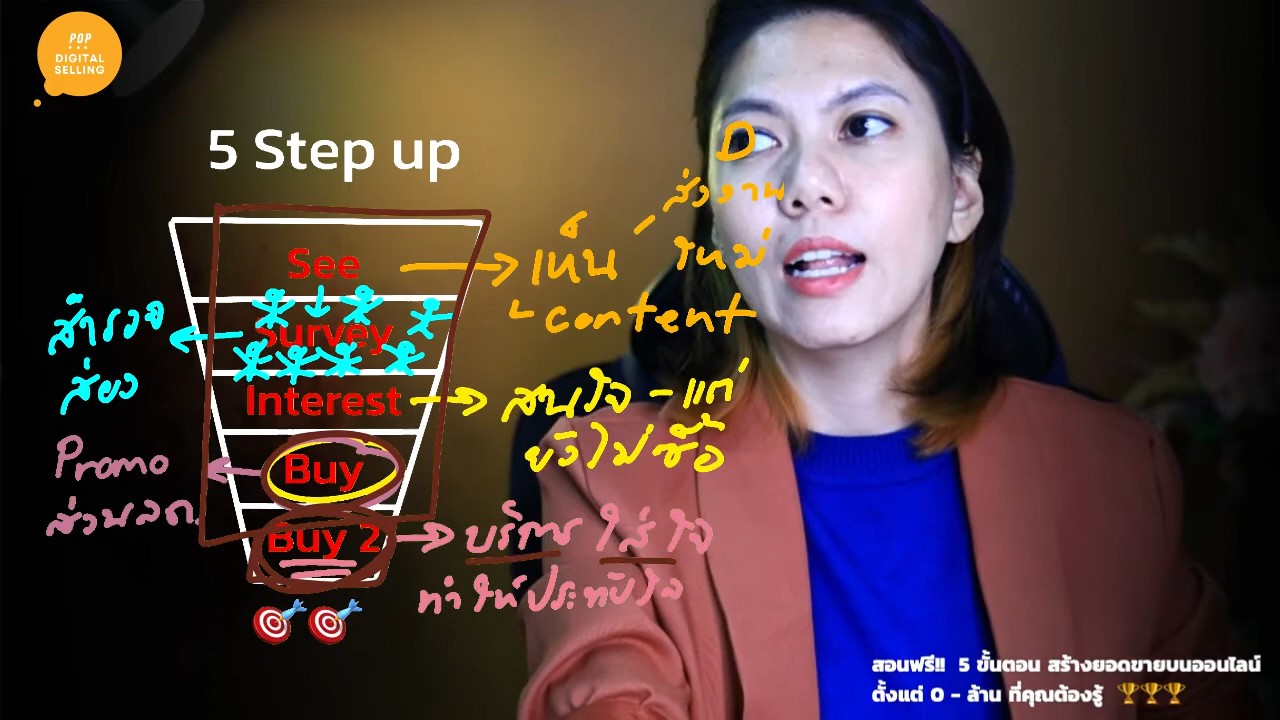 POP
DIGITAL
SELLING
5 Step up
See
Survey
Interest
Buy
Buy 2
D
ส่งงาน
เห็น
ใหม่
content
สำรวจ
สนใจ - แต่
ยังไม่ซื้อ
Promo
ส่วนลด
บริการ ใส่ใจ
ทำให้ประทับใจ
สอนฟรี!! 5 ขั้นตอน สร้างยอดขายบนออนไลน์
ตั้งแต่ 0 - ล้าน ที่คุณต้องรู้